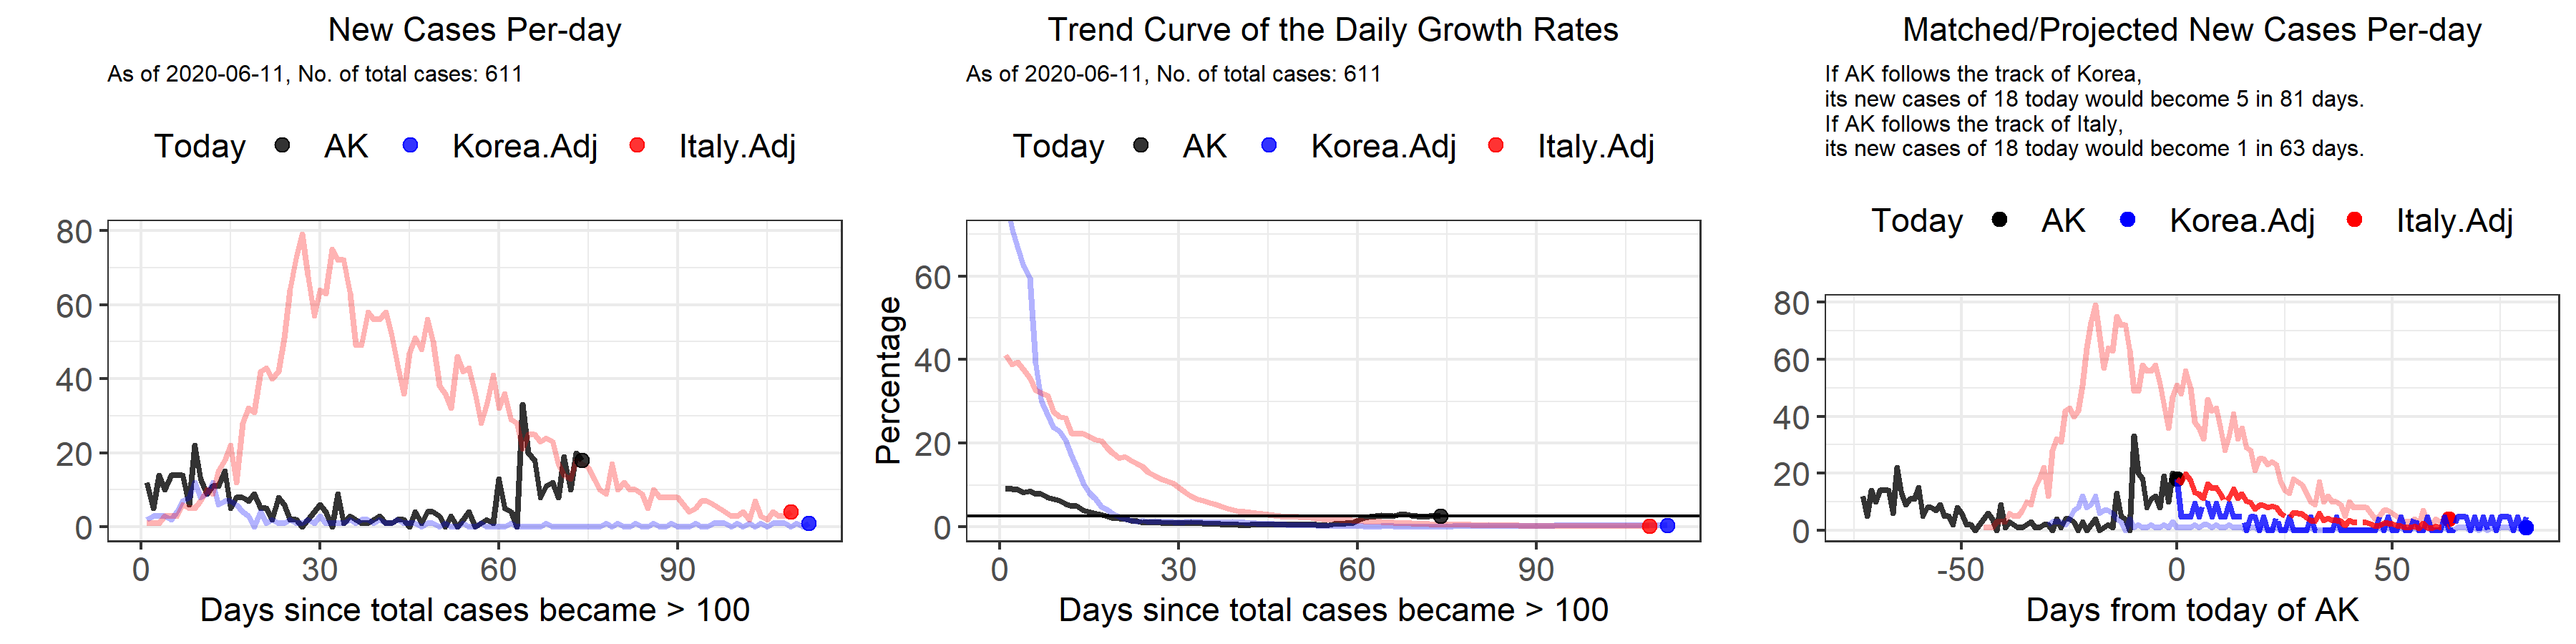 New Cases Per-day
As of 2020-06-11, No. of total cases: 611
Today AK Korea.Adj Italy.Adj
80
60
40
20
0
0 30 60 90
Days since total cases became > 100
Trend Curve of the Daily Growth Rates
As of 2020-06-11, No. of total cases: 611
Today AK Korea.Adj Italy.Adj
Percentage
60
40
20
0
0 30 60 90
Days since total cases became > 100
Matched/Projected New Cases Per-day
If AK follows the track of Korea,
its new cases of 18 today would become 5 in 81 days.
If AK follows the track of Italy,
its new cases of 18 today would become 1 in 63 days.
Today AK Korea.Adj Italy.Adj
80
60
40
20
0
-50 0 50
Days from today of AK